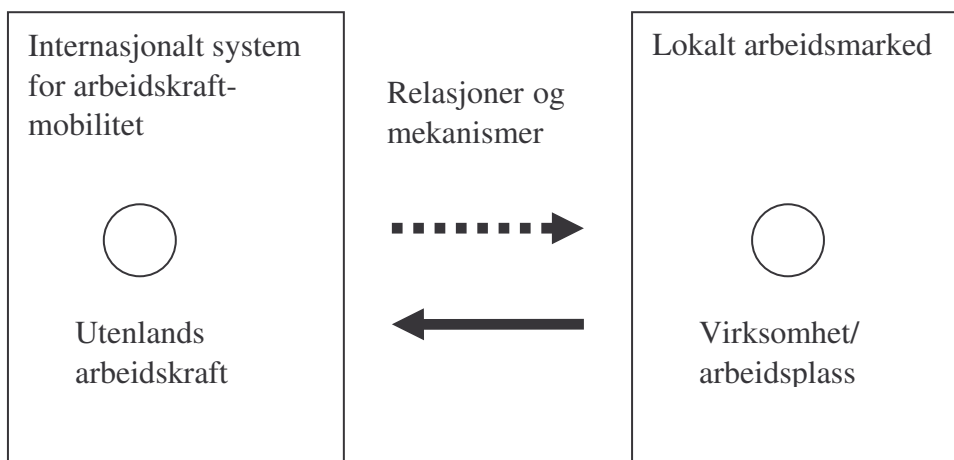 Internasjonalt system
for arbeidskraft-
mobilitet
Utenlands
arbeidskraft
Relasjoner og
mekanismer
Lokalt arbeidsmarked
Virksomhet/
arbeidsplass